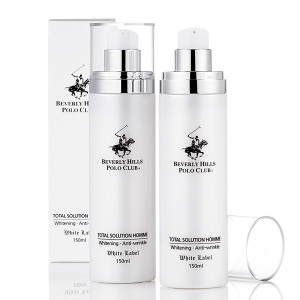 BEVERLY HILLS
POLO CLUB
TOTAL SOLUTION HOMME
Whitening · Anti-wrinkle
White Label
150ml
BEVERLY HILLS
POLO CLUB
TOTAL SOLUTION HOMME
Whitening · Anti-wrinkle
White Label
150ml